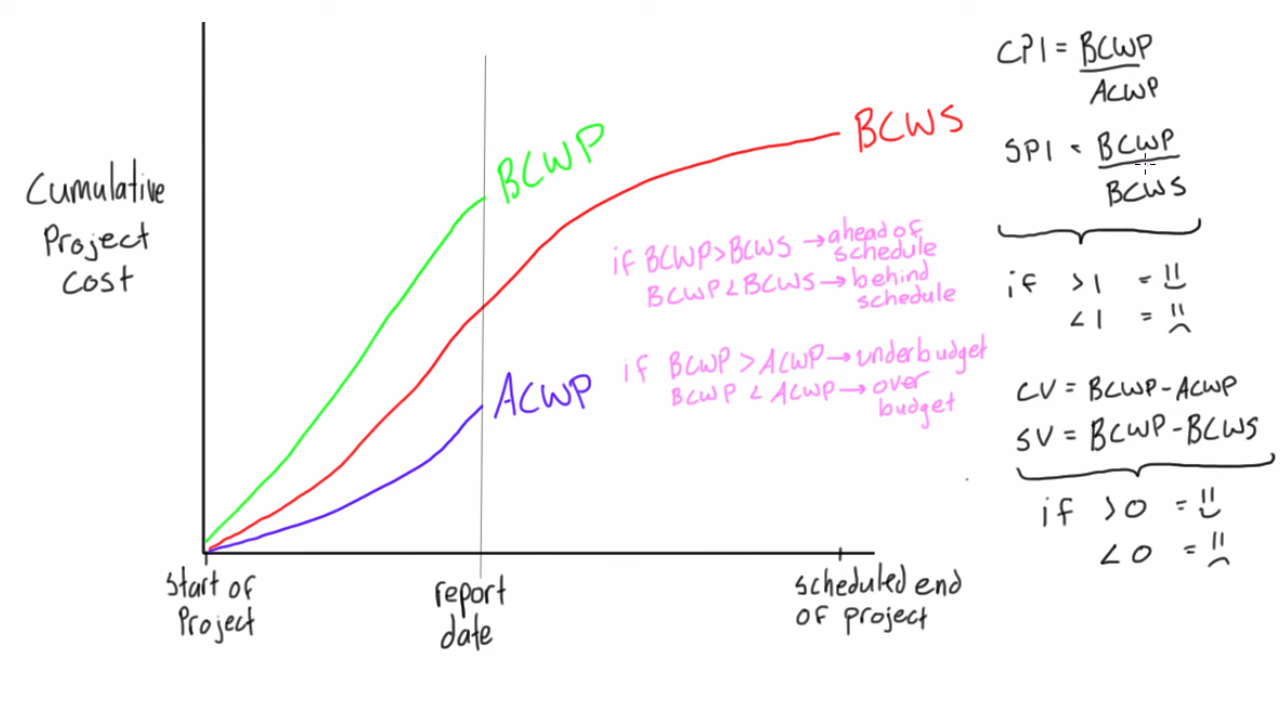 Cumulative
Project
Cost
BCWP
BCWS
ACWP
if BCWP>BCWS →ahead of
schedule
BCWP<BCWS→behind
schedule
if BCWP >ACWP→underbudget
BCWP < ACWP→over
budget
start of
Project
report
date
scheduled end
of project
CPI = BCWP
ACWP
SPI = BCWP
BCWS
if >1 =
<1 =
CV = BCWP-ACWP
SV = BCWP-BCWS
if >0 =
<0 =